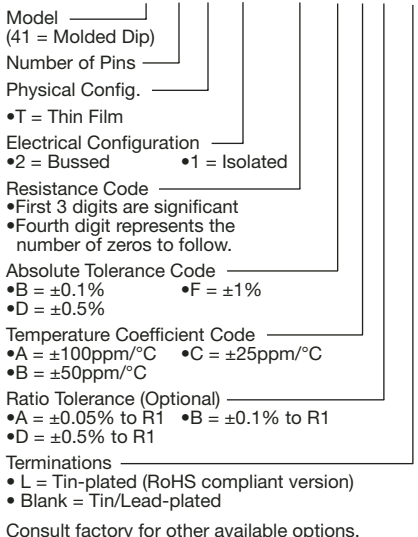 Model
(41 = Molded Dip)
Number of Pins
Physical Config.
•T = Thin Film
Electrical Configuration
•2 = Bussed •1 = Isolated
Resistance Code
•First 3 digits are significant
•Fourth digit represents the
number of zeros to follow.
Absolute Tolerance Code
•B = ±0.1% •F = ±1%
•D = ±0.5%
Temperature Coefficient Code
•A = ±100ppm/°C •C = ±25ppm/°C
•B = ±50ppm/°C
Ratio Tolerance (Optional)
•A = ±0.05% to R1 •B = ±0.1% to R1
•D = ±0.5% to R1
Terminations
• L = Tin-plated (RoHS compliant version)
• Blank = Tin/Lead-plated
Consult factory for other available options.